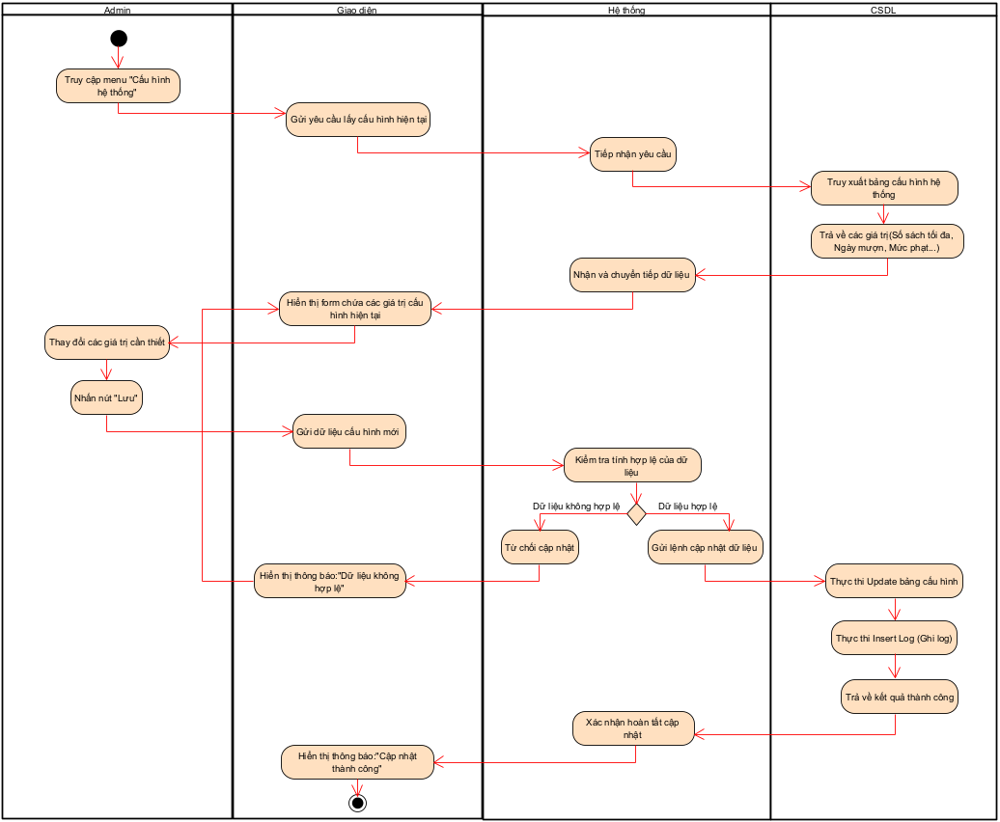 Admin
Giao diện
Hệ thống
CSDL
Truy cập menu "Cấu hình
hệ thống"
Gửi yêu cầu lấy cấu hình hiện tại
Tiếp nhận yêu cầu
Truy xuất bảng cấu hình hệ
thống
Trả về các giá trị(Số sách tối đa,
Ngày mượn, Mức phạt...)
Nhận và chuyển tiếp dữ liệu
Hiển thị form chứa các giá trị cấu
hình hiện tại
Thay đổi các giá trị cần thiết
Nhấn nút "Lưu"
Gửi dữ liệu cấu hình mới
Kiểm tra tính hợp lệ của dữ
liệu
Dữ liệu không hợp lệ
Dữ liệu hợp lệ
Từ chối cập nhật
Gửi lệnh cập nhật dữ liệu
Hiển thị thông báo:"Dữ liệu không
hợp lệ"
Thực thi Update bảng cấu hình
Thực thi Insert Log (Ghi log)
Trả về kết quả thành công
Xác nhận hoàn tất cập
nhật
Hiển thị thông báo:"Cập nhật
thành công"